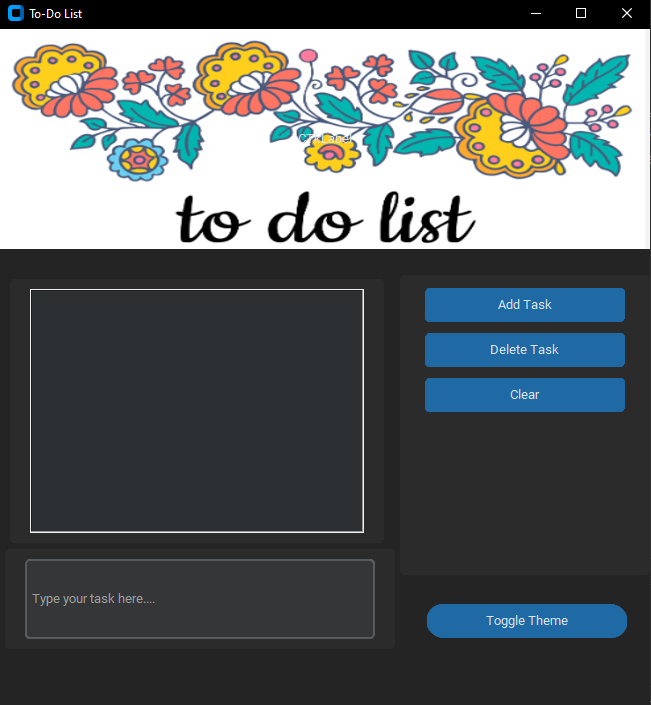 To-Do List
CTkLabel
to do list
Add Task
Delete Task
Clear
Type your task here....
Toggle Theme